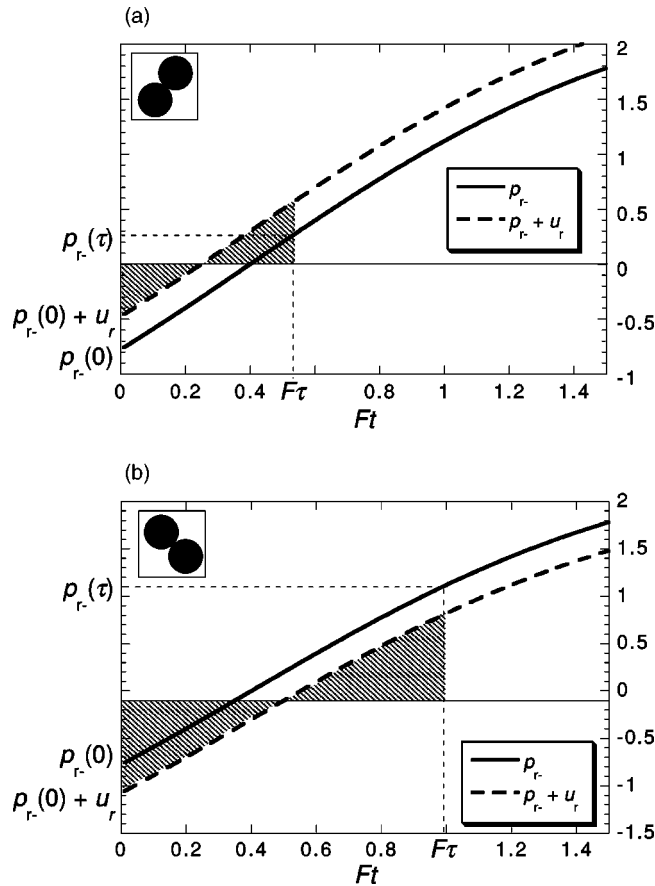 (a)
2
1.5
1
0.5
0
-0.5
-1
p_r-
p_r- + u_r
p_r-(τ)
p_r-(0) + u_r
p_r-(0)
0 0.2 0.4 Fτ 0.8 1 1.2 1.4
Ft
(b)
2
1.5
1
0.5
0
-0.5
-1
-1.5
p_r-(τ)
p_r-(0)
p_r-(0) + u_r
p_r-
p_r- + u_r
0 0.2 0.4 0.6 0.8 Fτ 1.2 1.4
Ft